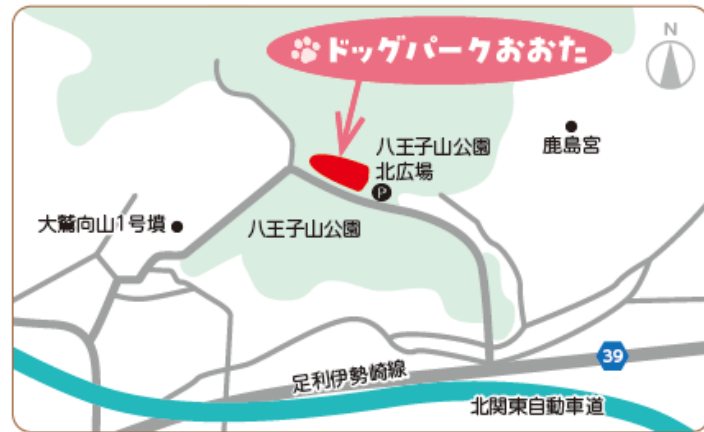 ドッグパークおおた
N
八王子山公園
北広場
P
鹿島宮
大鷲向山1号墳
八王子山公園
39
足利伊勢崎線
北関東自動車道